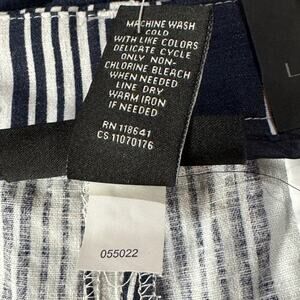 MACHINE WASH
COLD
WITH LIKE COLORS
DELICATE CYCLE
ONLY NON-
CHLORINE BLEACH
WHEN NEEDED
LINE DRY
WARM IRON
IF NEEDED
RN 118641
CS 11070176
055022
L